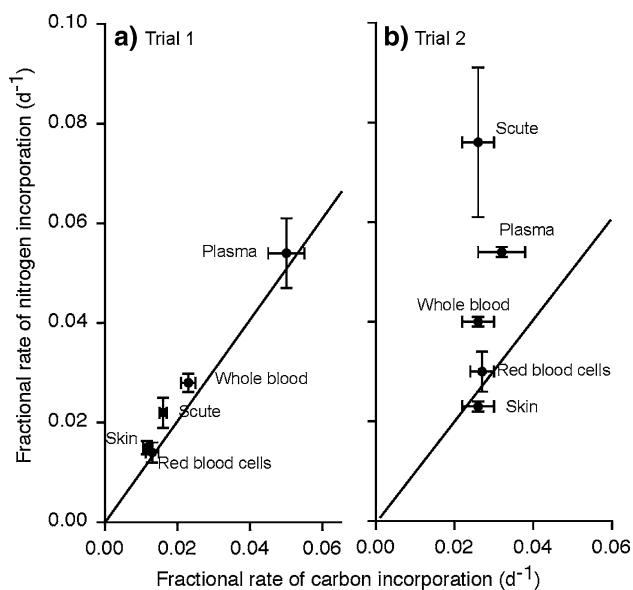 a) Trial 1
b) Trial 2
Fractional rate of nitrogen incorporation (d⁻¹)
0.10
0.08
0.06
0.04
0.02
0.00
Plasma
Whole blood
Scute
Skin
Red blood cells
Scute
Plasma
Whole blood
Red blood cells
Skin
0.00 0.02 0.04 0.06
0.00 0.02 0.04 0.06
Fractional rate of carbon incorporation (d⁻¹)